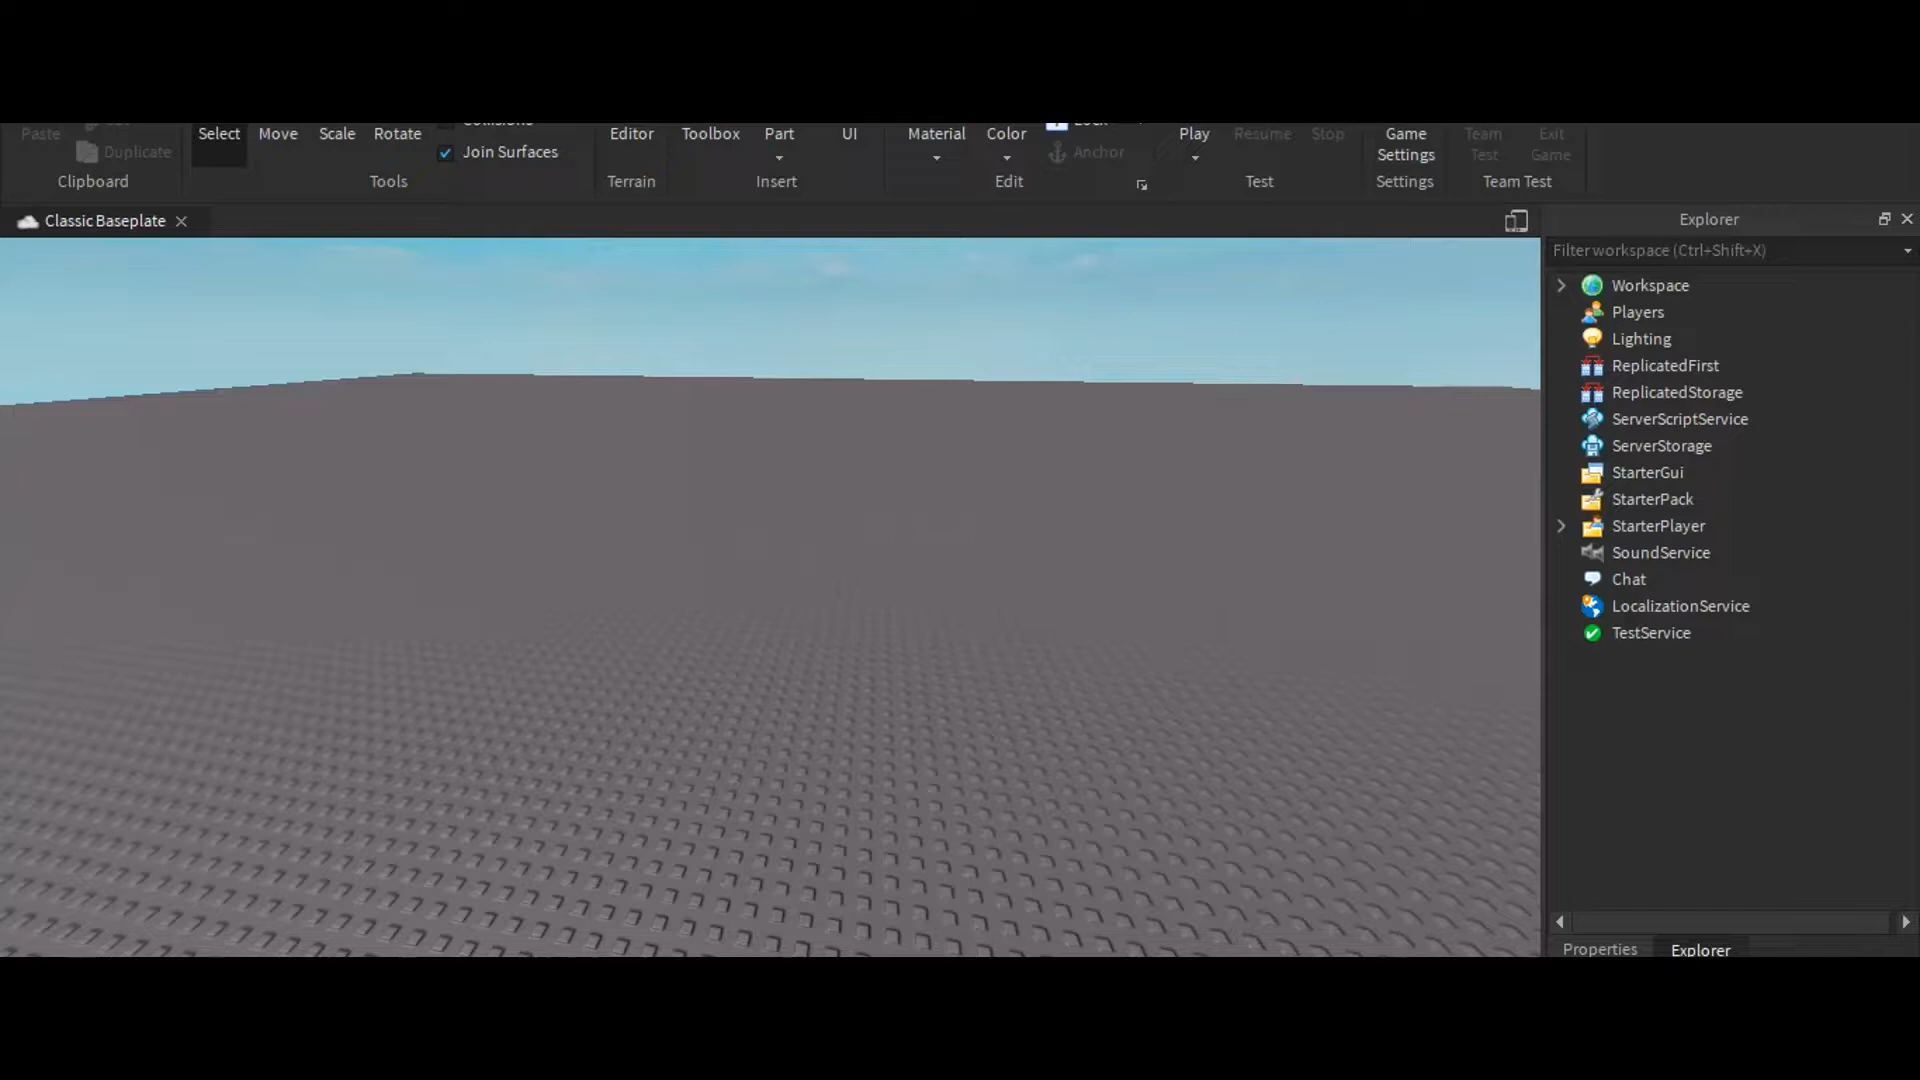 Paste
Duplicate
Clipboard
Select
Move
Scale
Rotate
Collisions
Join Surfaces
Tools
Editor
Terrain
Toolbox
Part
UI
Insert
Material
Color
Lock
Anchor
Edit
Play
Resume
Stop
Test
Game
Settings
Settings
Team
Test
Exit
Game
Team Test
Classic Baseplate
Explorer
Filter workspace (Ctrl+Shift+X)
Workspace
Players
Lighting
ReplicatedFirst
ReplicatedStorage
ServerScriptService
ServerStorage
StarterGui
StarterPack
StarterPlayer
SoundService
Chat
LocalizationService
TestService
Properties
Explorer